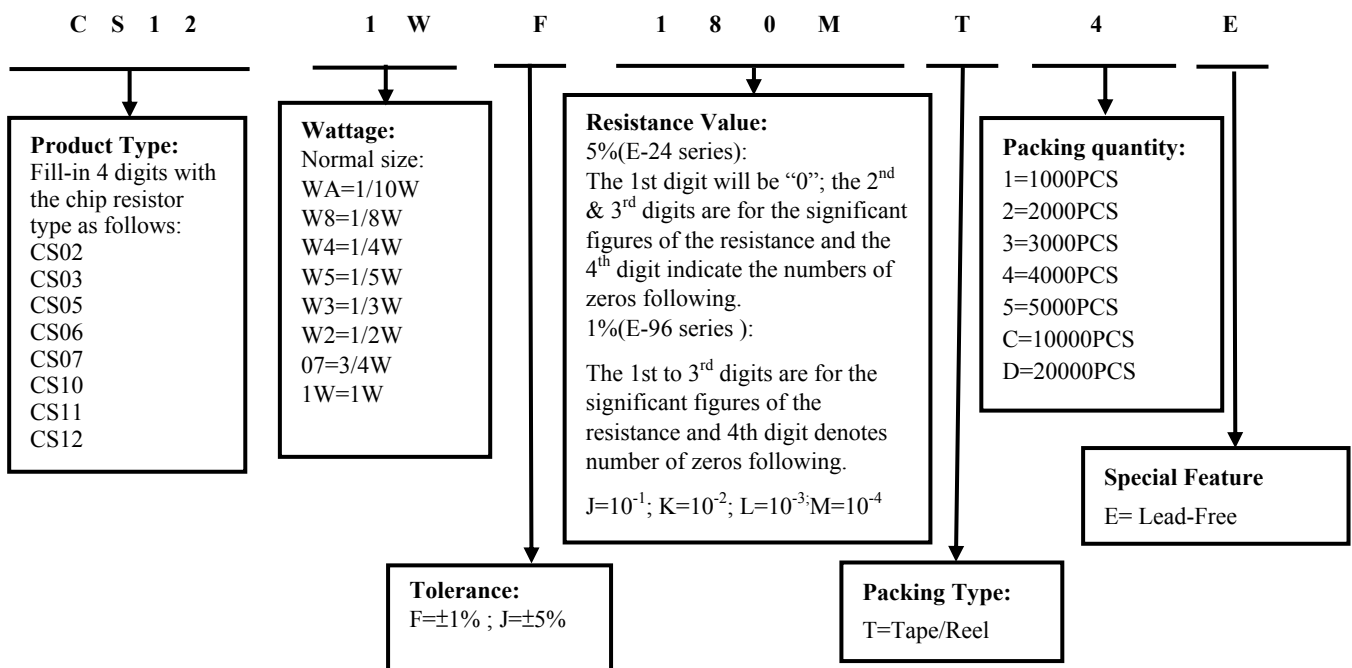 C S 1 2 1 W F 1 8 0 M T 4 E
Product Type:
Fill-in 4 digits with
the chip resistor
type as follows:
CS02
CS03
CS05
CS06
CS07
CS10
CS11
CS12
Wattage:
Normal size:
WA=1/10W
W8=1/8W
W4=1/4W
W5=1/5W
W3=1/3W
W2=1/2W
07=3/4W
1W=1W
Resistance Value:
5%(E-24 series):
The 1st digit will be “0”; the 2nd
& 3rd digits are for the significant
figures of the resistance and the
4th digit indicate the numbers of
zeros following.
1%(E-96 series ):
The 1st to 3rd digits are for the
significant figures of the
resistance and 4th digit denotes
number of zeros following.
J=10-1; K=10-2; L=10-3;M=10-4
Packing quantity:
1=1000PCS
2=2000PCS
3=3000PCS
4=4000PCS
5=5000PCS
C=10000PCS
D=20000PCS
Special Feature
E= Lead-Free
Tolerance:
F=±1% ; J=±5%
Packing Type:
T=Tape/Reel